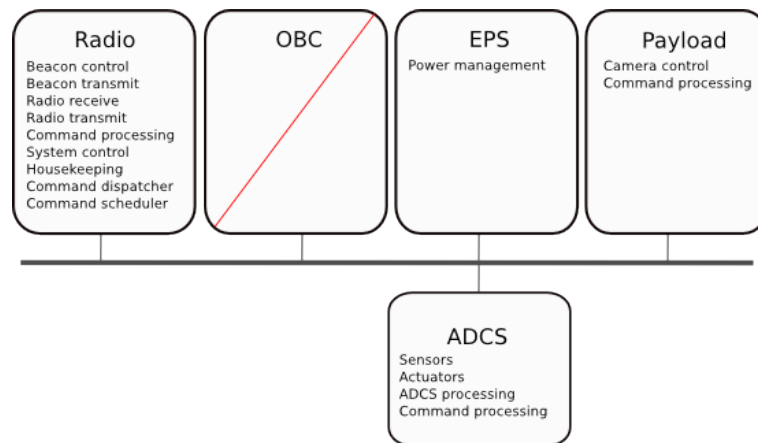 Radio
Beacon control
Beacon transmit
Radio receive
Radio transmit
Command processing
System control
Housekeeping
Command dispatcher
Command scheduler
OBC
EPS
Power management
Payload
Camera control
Command processing
ADCS
Sensors
Actuators
ADCS processing
Command processing